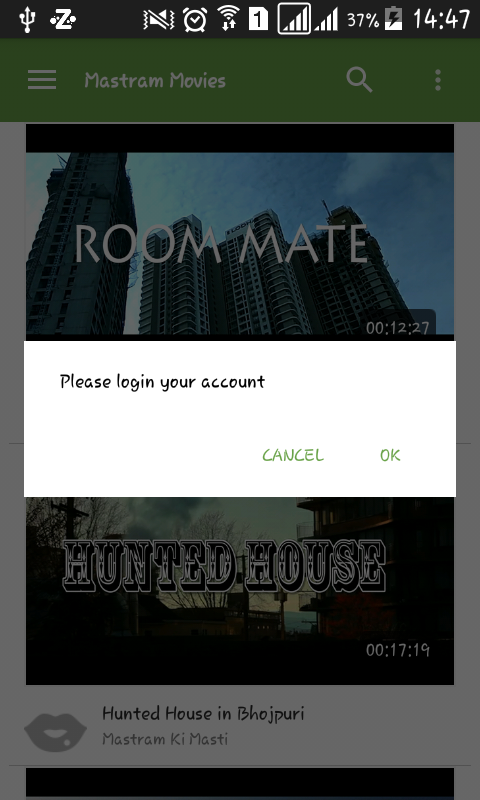 1
37%
14:47
Mastram Movies
ROOM MATE
00:12:27
Please login your account
CANCEL
OK
HUNTED HOUSE
00:17:19
Hunted House in Bhojpuri
Mastram Ki Masti